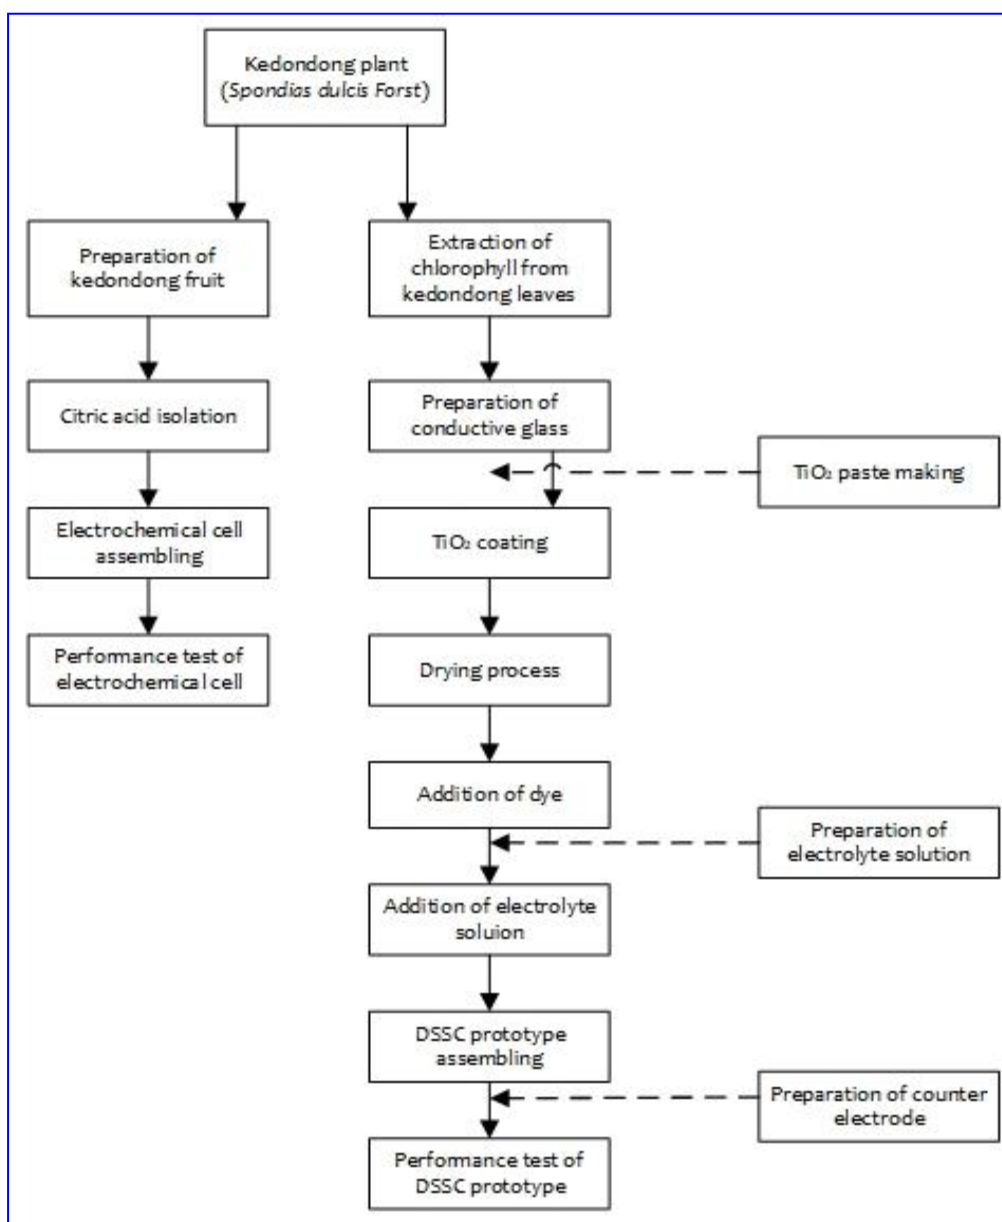 Kedondong plant
(Spondias dulcis Forst)
Preparation of
kedondong fruit
Citric acid isolation
Electrochemical cell
assembling
Performance test of
electrochemical cell
Extraction of
chlorophyll from
kedondong leaves
Preparation of
conductive glass
TiO₂ paste making
TiO₂ coating
Drying process
Addition of dye
Preparation of
electrolyte solution
Addition of electrolyte
soluion
DSSC prototype
assembling
Preparation of counter
electrode
Performance test of
DSSC prototype